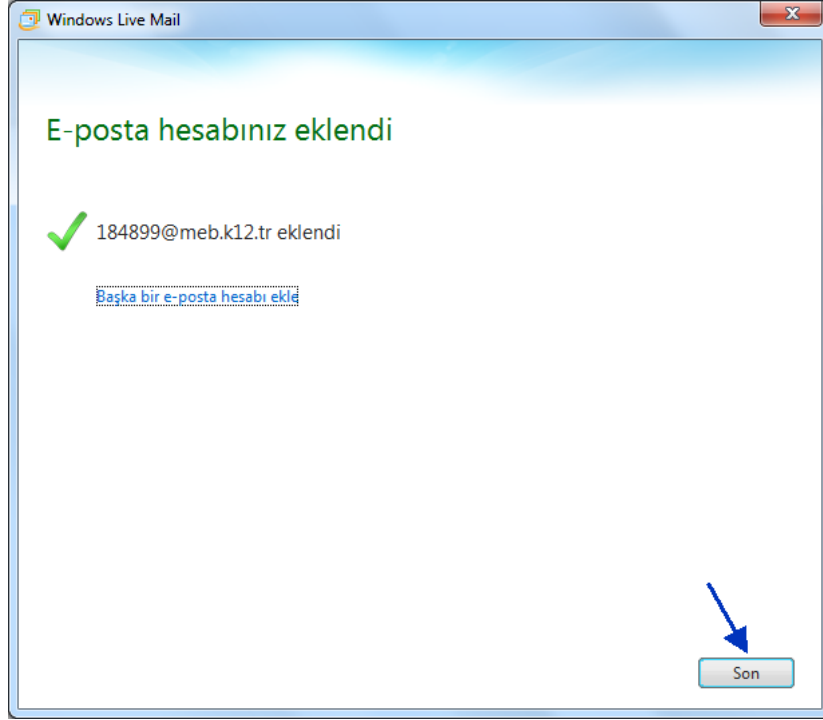 Windows Live Mail
E-posta hesabınız eklendi
184899@meb.k12.tr eklendi
Başka bir e-posta hesabı ekle
Son